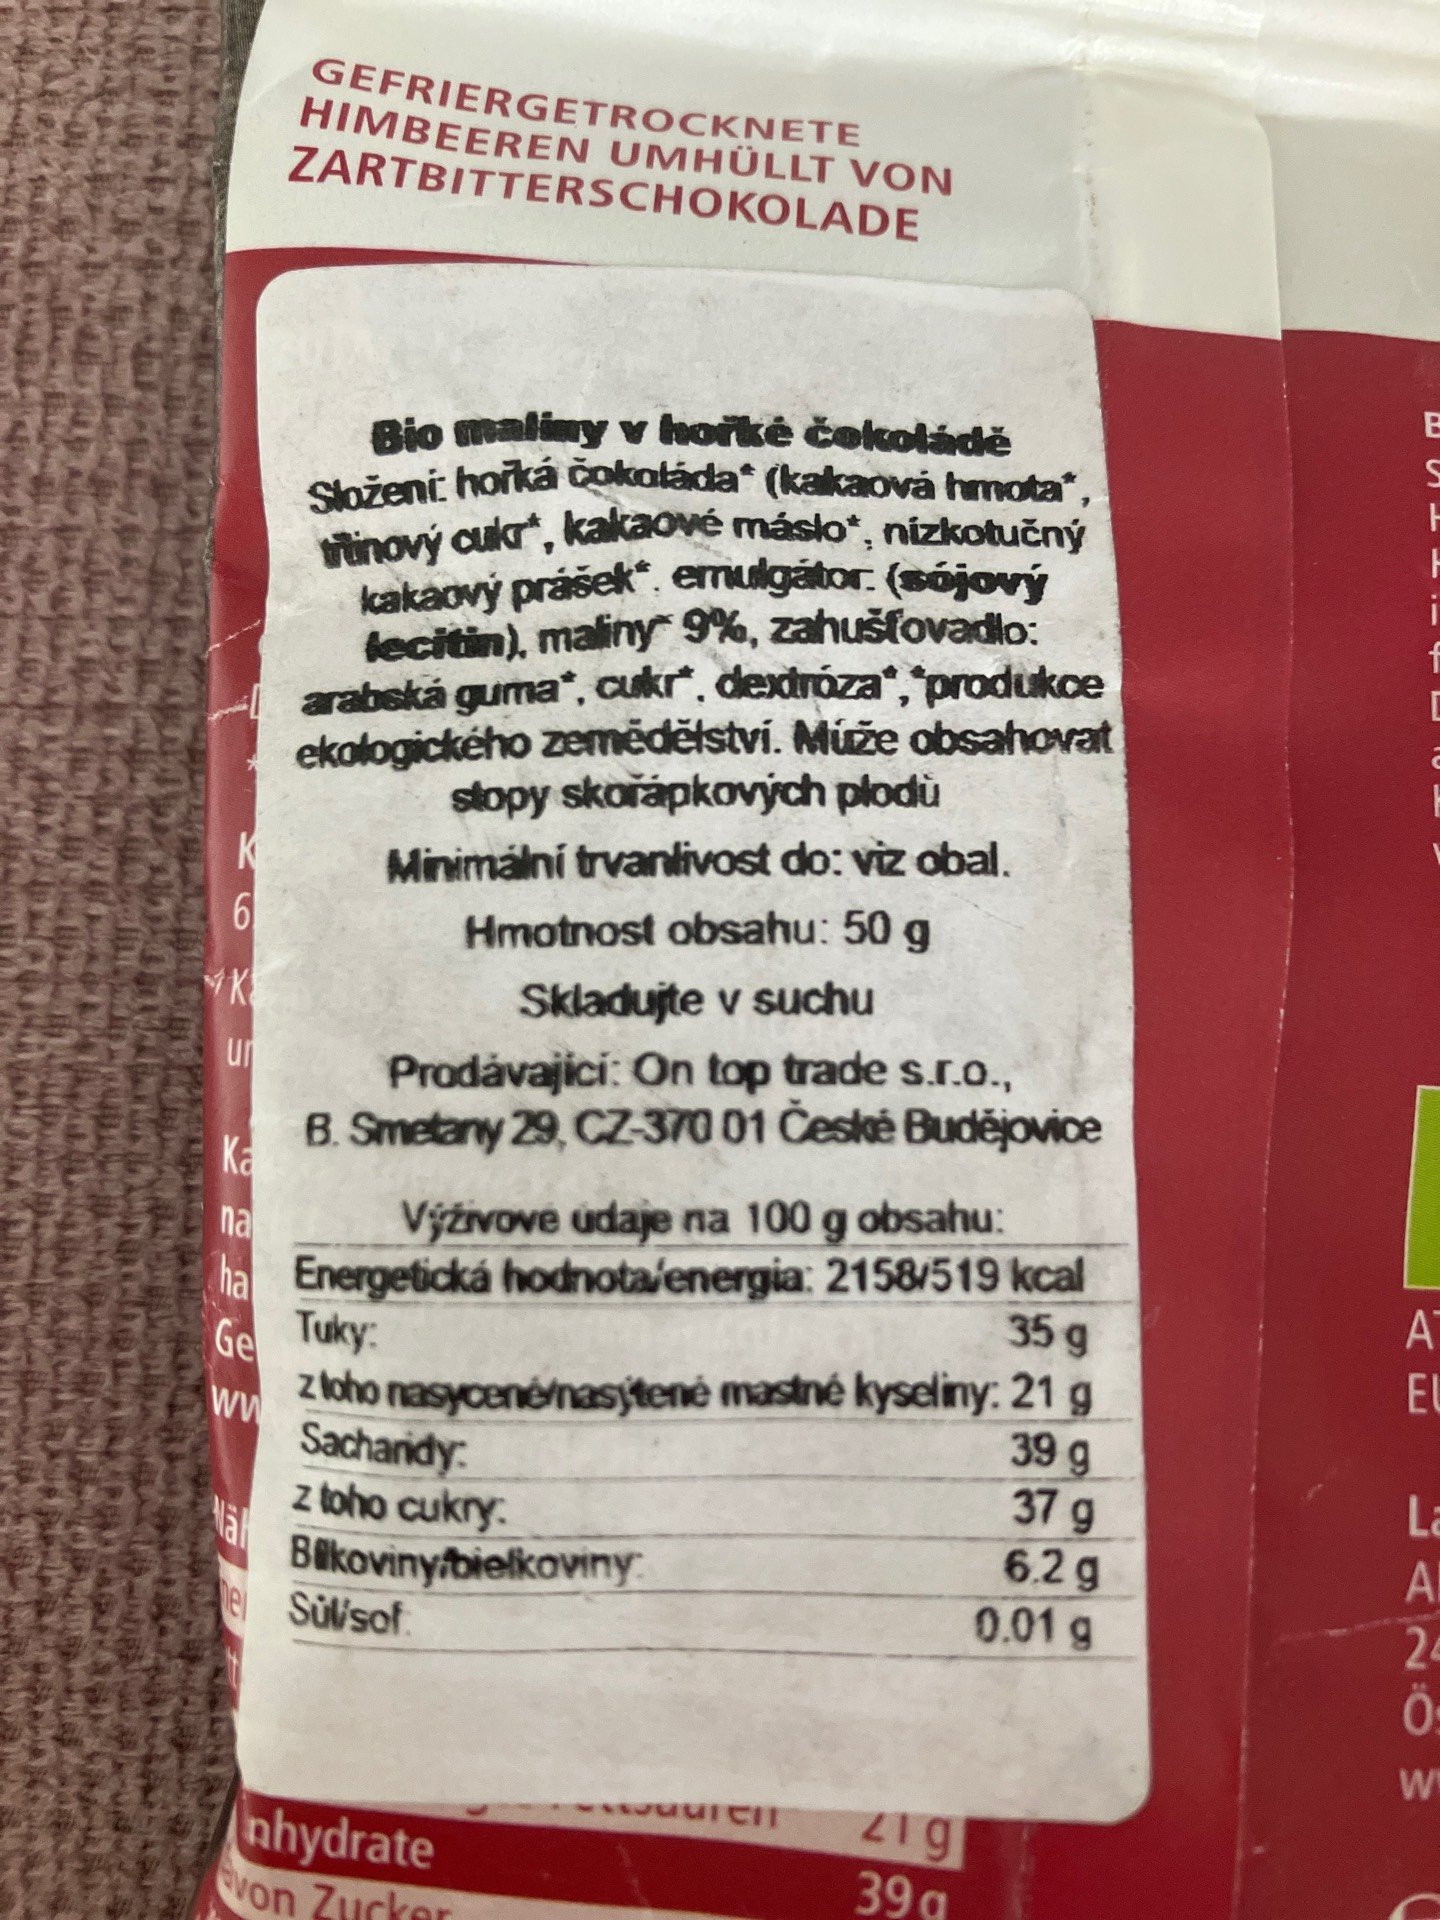 GEFRIERGETROCKNETE
HIMBEEREN UMHÜLLT VON
ZARTBITTERSCHOKOLADE
Bio maliny v hořké čokoládě
Složení: hořká čokoláda* (kakaová hmota*,
třtinový cukr*, kakaové máslo*, nízkotučný
kakaový prášek*. emulgátor: (sójový
lecitin), maliny* 9%, zahušťovadlo:
arabská guma*, cukr*, dextróza*,*produkce
ekologického zemědělství. Může obsahovat
stopy skořápkových plodů
Minimální trvanlivost do: viz obal.
Hmotnost obsahu: 50 g
Skladujte v suchu
Prodávající: On top trade s.r.o.,
B. Smetany 29, CZ-370 01 České Budějovice
Výživove údaje na 100 g obsahu:
Energetická hodnota/energia: 2158/519 kcal
Tuky: 35 g
z toho nasycené/nasýtené mastné kyseliny: 21 g
Sacharidy: 39 g
z toho cukry: 37 g
Bílkoviny/bielkoviny: 6.2 g
Sůl/soľ: 0.01 g
21 g
nhydrate 39 g
von Zucker